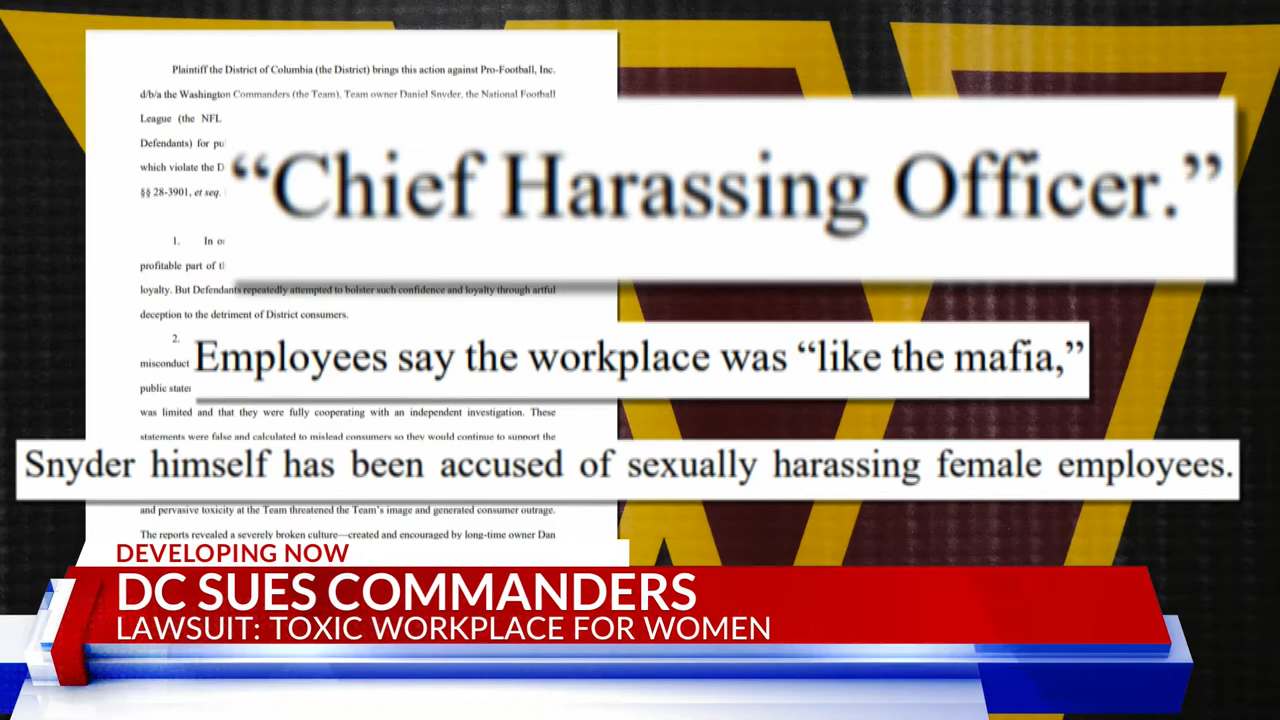 Plaintiff the District of Columbia (the District) brings this action against Pro-Football, Inc.
d/b/a the Washington Commanders (the Team), Team owner Daniel Snyder, the National Football
League (the NFL
Defendants) for pu
which violate the D
§§ 28-3901, et seq.
“Chief Harassing Officer.”
1. In or
profitable part of tl
loyalty. But Defendants repeatedly attempted to bolster such confidence and loyalty through artful
deception to the detriment of District consumers.
2.
Employees say the workplace was “like the mafia,”
misconduct
public state
was limited and that they were fully cooperating with an independent investigation. These
statements were false and calculated to mislead consumers so they would continue to support the
Snyder himself has been accused of sexually harassing female employees.
and pervasive toxicity at the Team threatened the Team’s image and generated consumer outrage.
The reports revealed a severely broken culture—created and encouraged by long-time owner Dan
DEVELOPING NOW
DC SUES COMMANDERS
LAWSUIT: TOXIC WORKPLACE FOR WOMEN